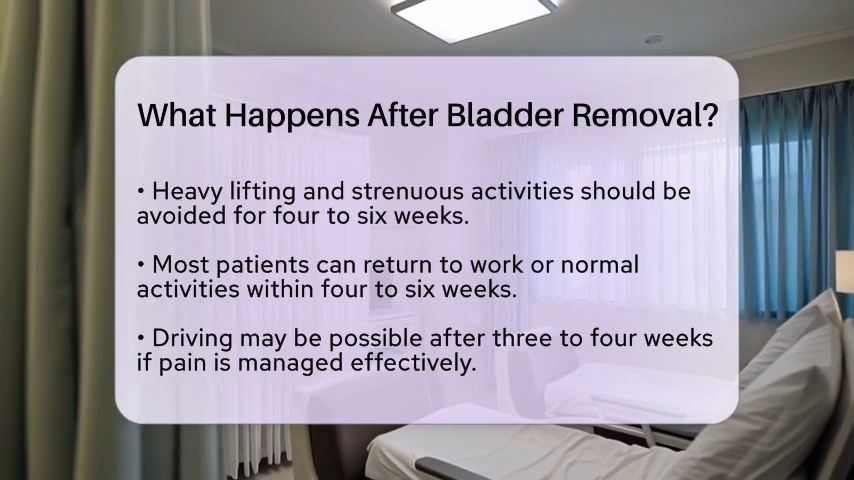 What Happens After Bladder Removal?
• Heavy lifting and strenuous activities should be
avoided for four to six weeks.
• Most patients can return to work or normal
activities within four to six weeks.
• Driving may be possible after three to four weeks
if pain is managed effectively.